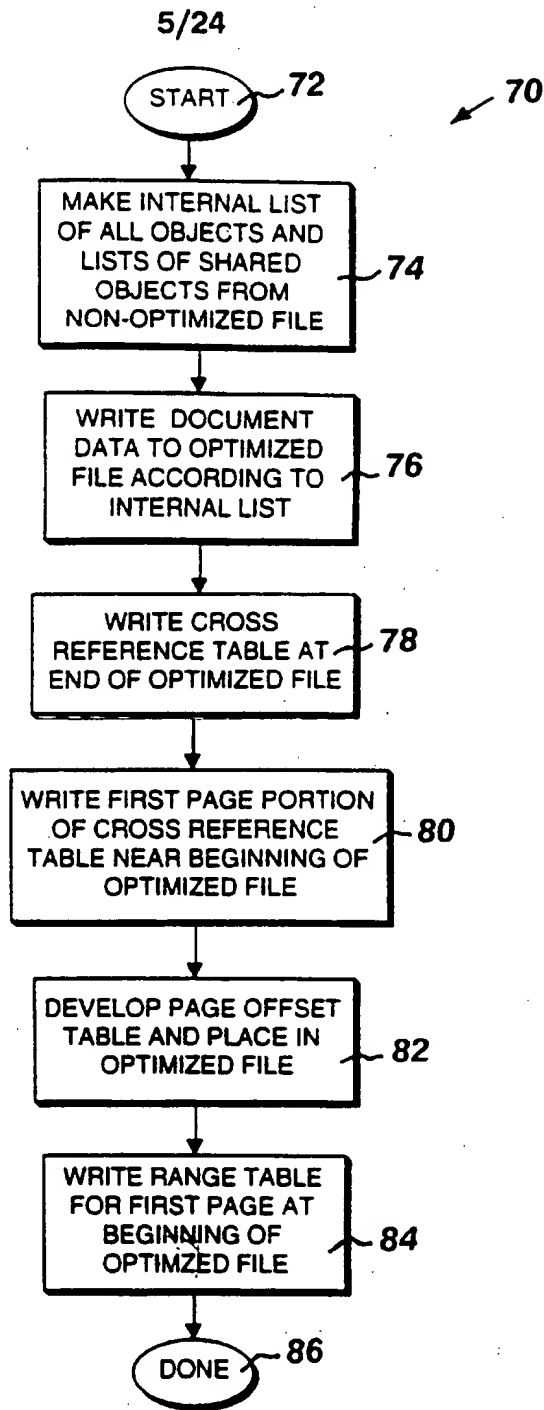 5/24
START
72
70
MAKE INTERNAL LIST
OF ALL OBJECTS AND
LISTS OF SHARED
OBJECTS FROM
NON-OPTIMIZED FILE
74
WRITE DOCUMENT
DATA TO OPTIMIZED
FILE ACCORDING TO
INTERNAL LIST
76
WRITE CROSS
REFERENCE TABLE AT
END OF OPTIMIZED FILE
78
WRITE FIRST PAGE PORTION
OF CROSS REFERENCE
TABLE NEAR BEGINNING OF
OPTIMIZED FILE
80
DEVELOP PAGE OFFSET
TABLE AND PLACE IN
OPTIMIZED FILE
82
WRITE RANGE TABLE
FOR FIRST PAGE AT
BEGINNING OF
OPTIMZED FILE
84
DONE
86